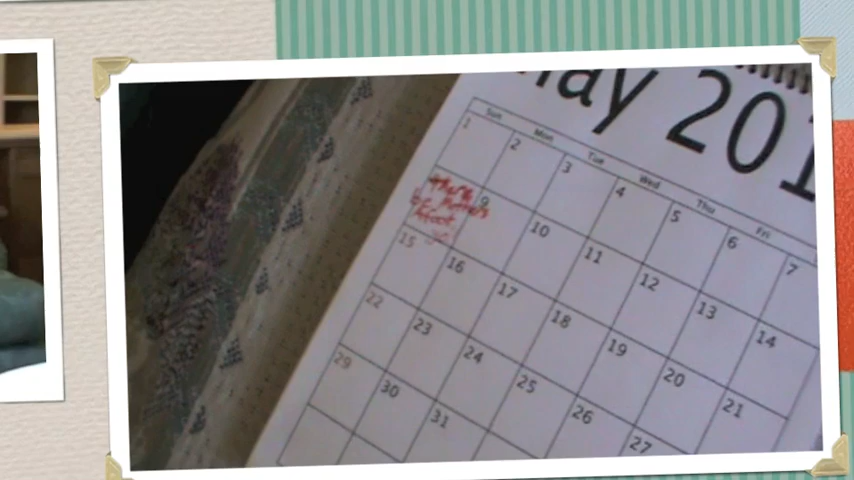 May 201
Sun Mon Tue Wed Thu Fri
1 2 3 4 5 6 7
9 10 11 12 13 14
15 16 17 18 19 20 21
22 23 24 25 26 27
29 30 31